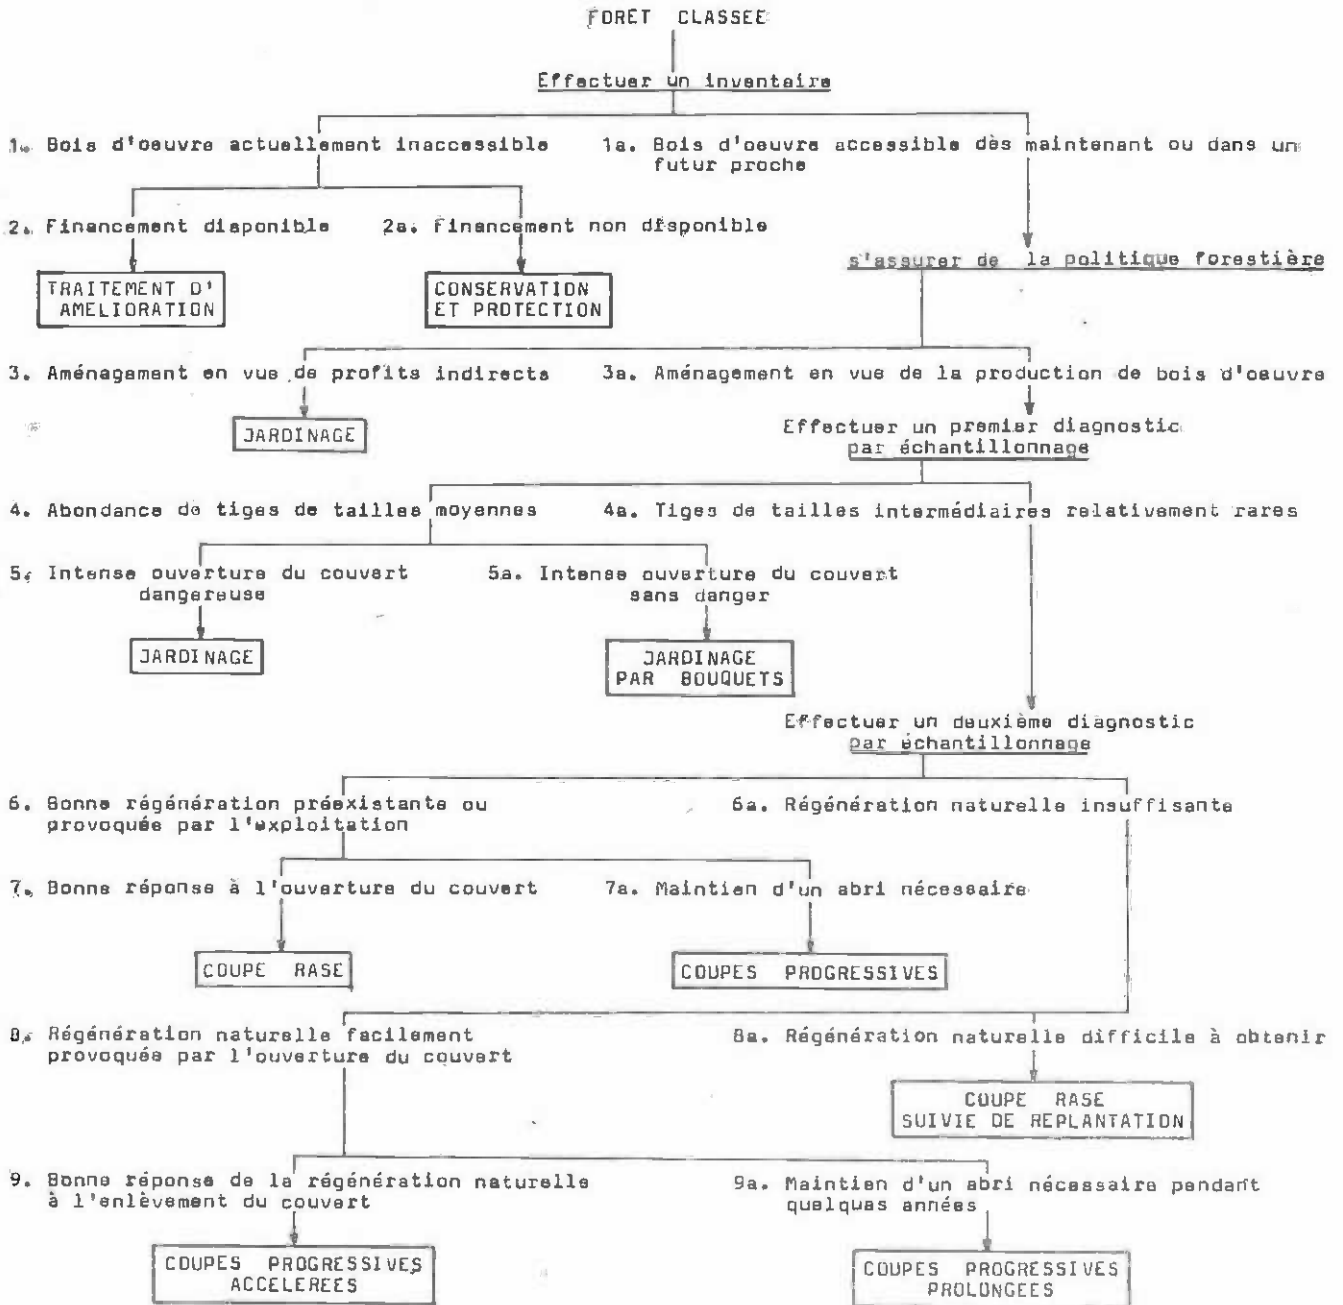 FORET CLASSEE
Effectuer un inventaire
1. Bois d'oeuvre actuellement inaccessible
1a. Bois d'oeuvre accessible dès maintenant ou dans un
futur proche
2. Financement disponible
2a. Financement non disponible
s'assurer de la politique forestière
TRAITEMENT D'
AMELIORATION
CONSERVATION
ET PROTECTION
3. Aménagement en vue de profits indirects
3a. Aménagement en vue de la production de bois d'oeuvre
JARDINAGE
Effectuer un premier diagnostic
par échantillonnage
4. Abondance de tiges de tailles moyennes
4a. Tiges de tailles intermédiaires relativement rares
5. Intense ouverture du couvert
dangereuse
5a. Intense ouverture du couvert
sans danger
JARDINAGE
JARDINAGE
PAR BOUQUETS
Effectuer un deuxième diagnostic
par échantillonnage
6. Bonne régénération préexistante ou
provoquée par l'exploitation
6a. Régénération naturelle insuffisante
7. Bonne réponse à l'ouverture du couvert
7a. Maintien d'un abri nécessaire
COUPE RASE
COUPES PROGRESSIVES
8. Régénération naturelle facilement
provoquée par l'ouverture du couvert
8a. Régénération naturelle difficile à obtenir
COUPE RASE
SUIVIE DE REPLANTATION
9. Bonne réponse de la régénération naturelle
à l'enlèvement du couvert
9a. Maintien d'un abri nécessaire pendant
quelques années
COUPES PROGRESSIVES
ACCELEREES
COUPES PROGRESSIVES
PROLONGEES